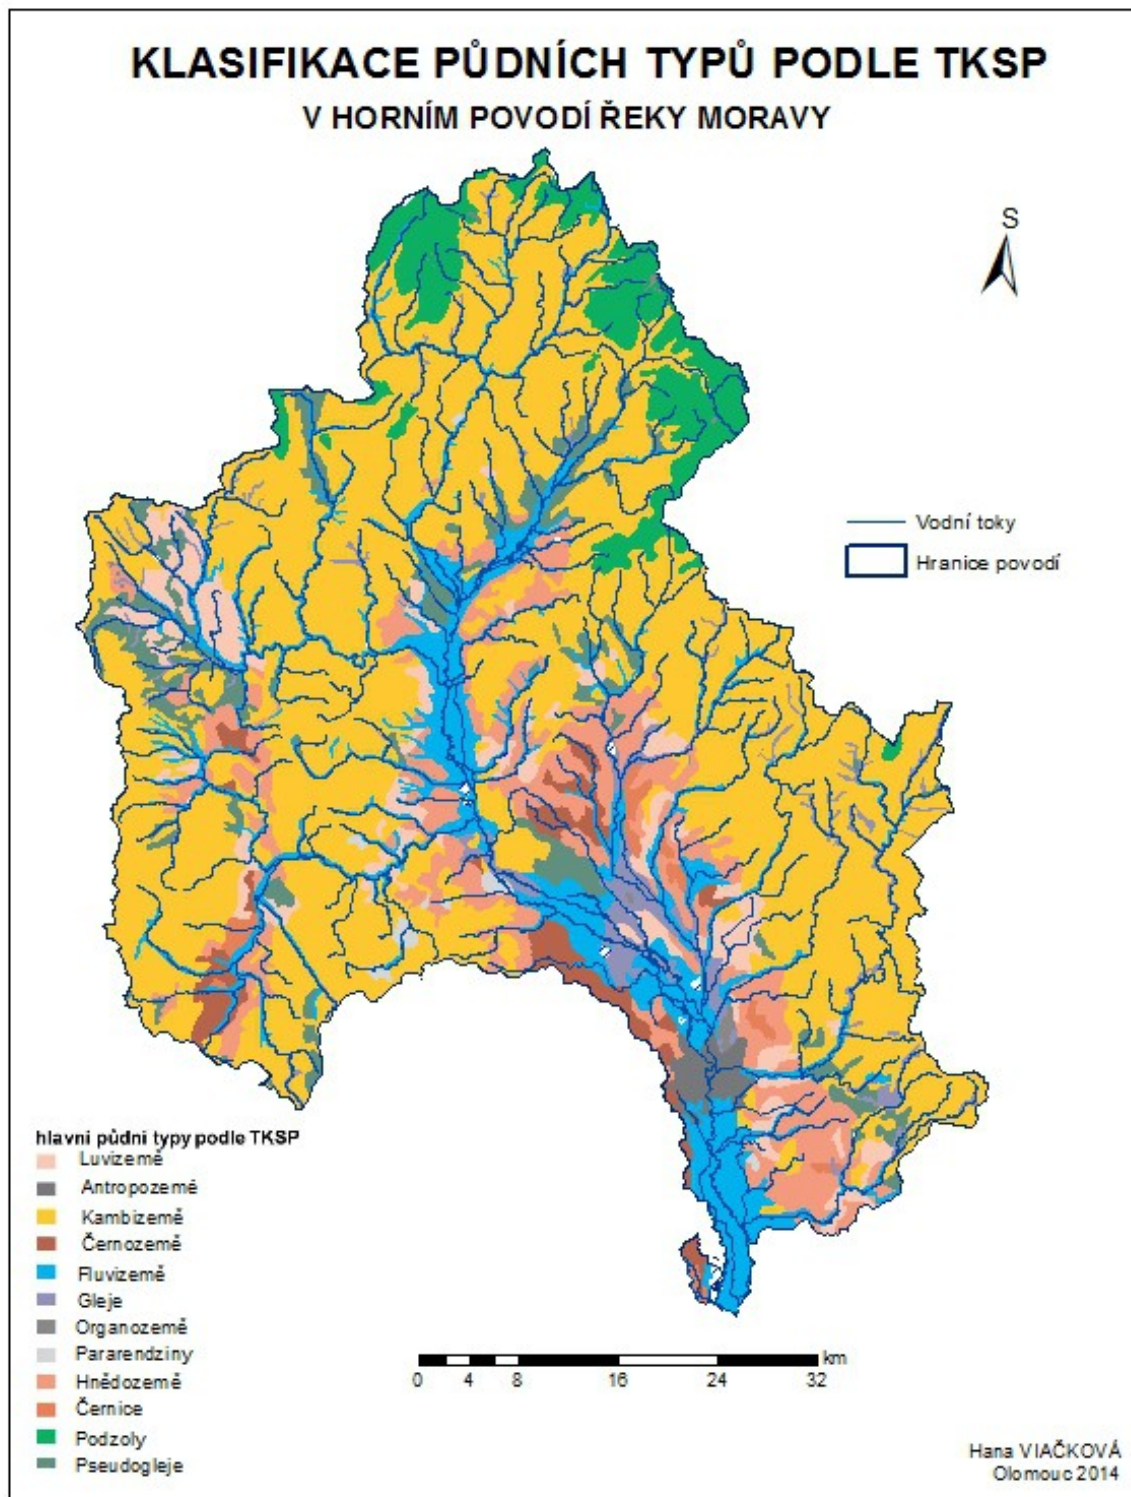 KLASIFIKACE PŮDNÍCH TYPŮ PODLE TKSP
V HORNÍM POVODÍ ŘEKY MORAVY
S
Vodní toky
Hranice povodí
hlavní půdní typy podle TKSP
Luvizemě
Antropozemě
Kambizemě
Černozemě
Fluvizemě
Gleje
Organozemě
Pararendziny
Hnědozemě
Černice
Podzoly
Pseudogleje
km
0 4 8 16 24 32
Hana VIAČKOVÁ
Olomouc 2014